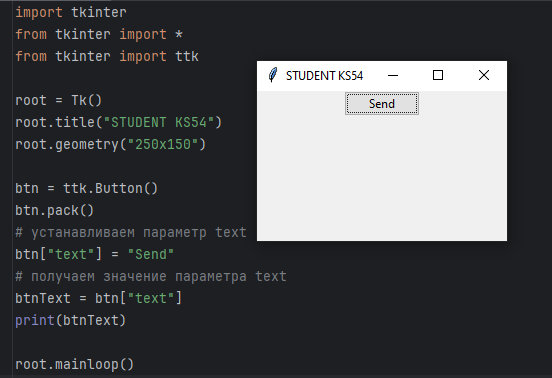 import tkinter
from tkinter import *
from tkinter import ttk
root = Tk()
root.title("STUDENT KS54")
root.geometry("250x150")
btn = ttk.Button()
btn.pack()
# устанавливаем параметр text
btn["text"] = "Send"
# получаем значение параметра text
btnText = btn["text"]
print(btnText)
root.mainloop()
STUDENT KS54
Send